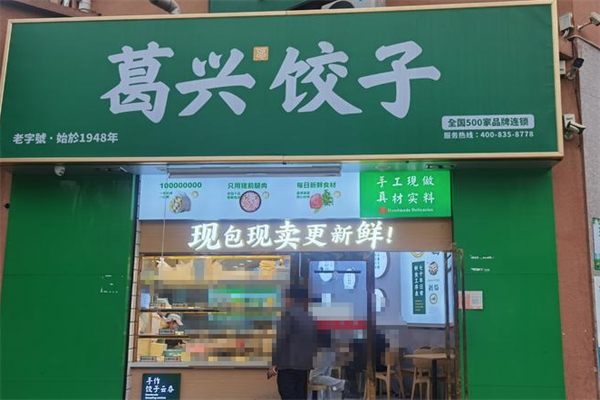 葛兴饺子
老字號·始於1948年
全国500家品牌连锁
服务热线：400-835-8778
100000000
只用猪前腿肉
每日新鲜食材
手工现做
真材实料
现包现卖更新鲜!
手作
饺子云吞